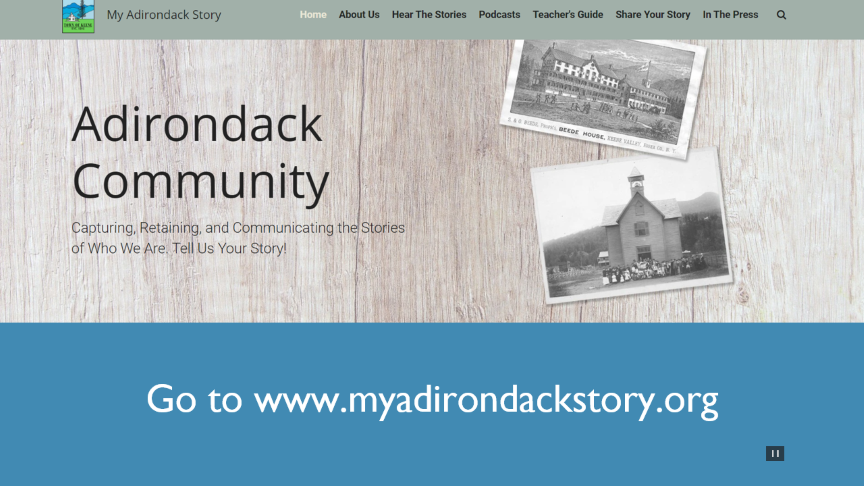 My Adirondack Story
Home About Us Hear The Stories Podcasts Teacher's Guide Share Your Story In The Press
Adirondack
Community
Capturing, Retaining, and Communicating the Stories
of Who We Are. Tell Us Your Story!
BEEDE HOUSE, KEENE VALLEY,
Go to www.myadirondackstory.org